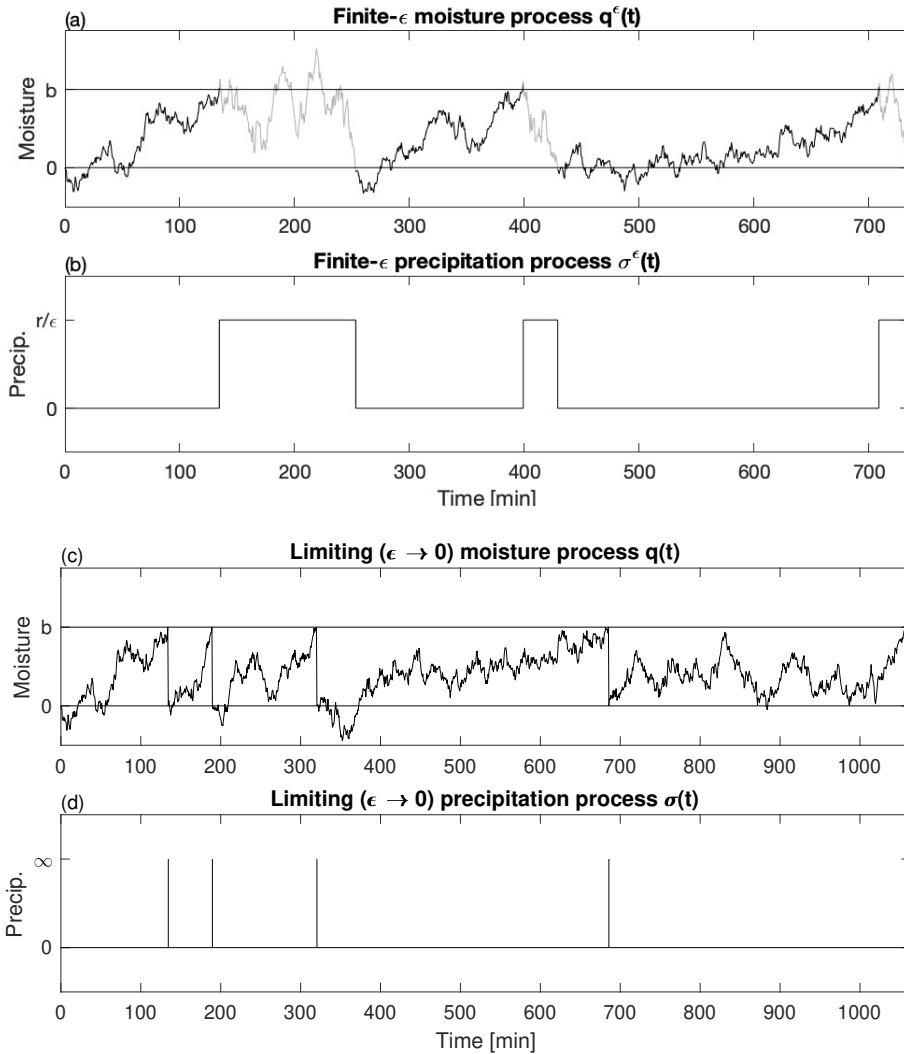 (a) Finite-ϵ moisture process q^ϵ(t)
Moisture
b
0
0 100 200 300 400 500 600 700
(b) Finite-ϵ precipitation process σ^ϵ(t)
Precip.
r/ϵ
0
0 100 200 300 400 500 600 700
Time [min]
(c) Limiting (ϵ → 0) moisture process q(t)
Moisture
b
0
0 100 200 300 400 500 600 700 800 900 1000
(d) Limiting (ϵ → 0) precipitation process σ(t)
Precip.
∞
0
0 100 200 300 400 500 600 700 800 900 1000
Time [min]